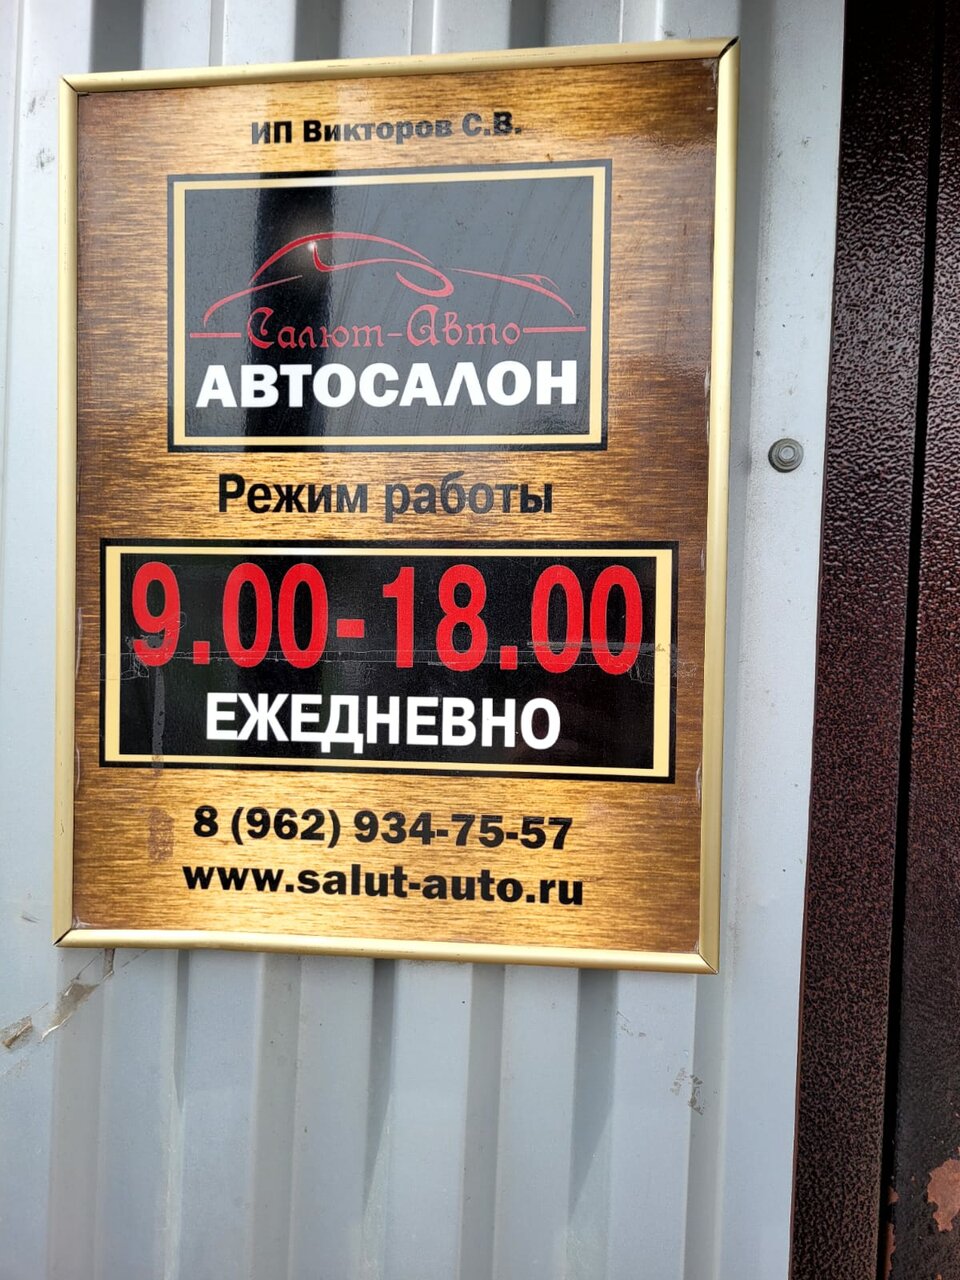 ИП Викторов С.В.
Салют-Авто
АВТОСАЛОН
Режим работы
9.00-18.00
ЕЖЕДНЕВНО
8 (962) 934-75-57
www.salut-auto.ru